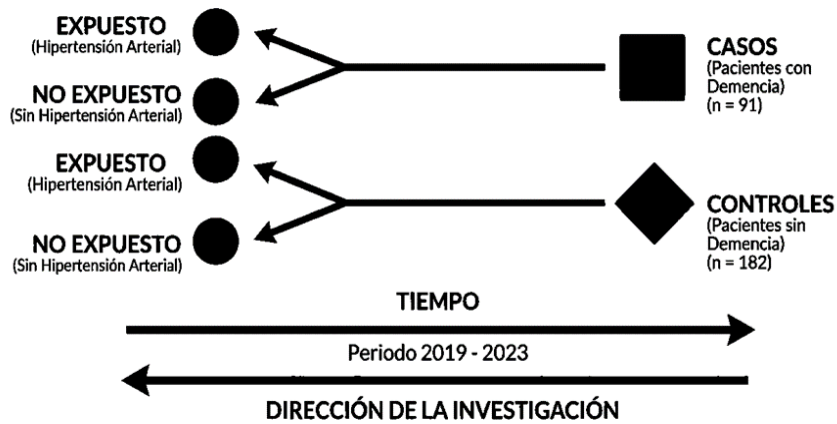 EXPUESTO
(Hipertensión Arterial)
NO EXPUESTO
(Sin Hipertensión Arterial)
EXPUESTO
(Hipertensión Arterial)
NO EXPUESTO
(Sin Hipertensión Arterial)
CASOS
(Pacientes con
Demencia)
(n = 91)
CONTROLES
(Pacientes sin
Demencia)
(n = 182)
TIEMPO
Periodo 2019 - 2023
DIRECCIÓN DE LA INVESTIGACIÓN